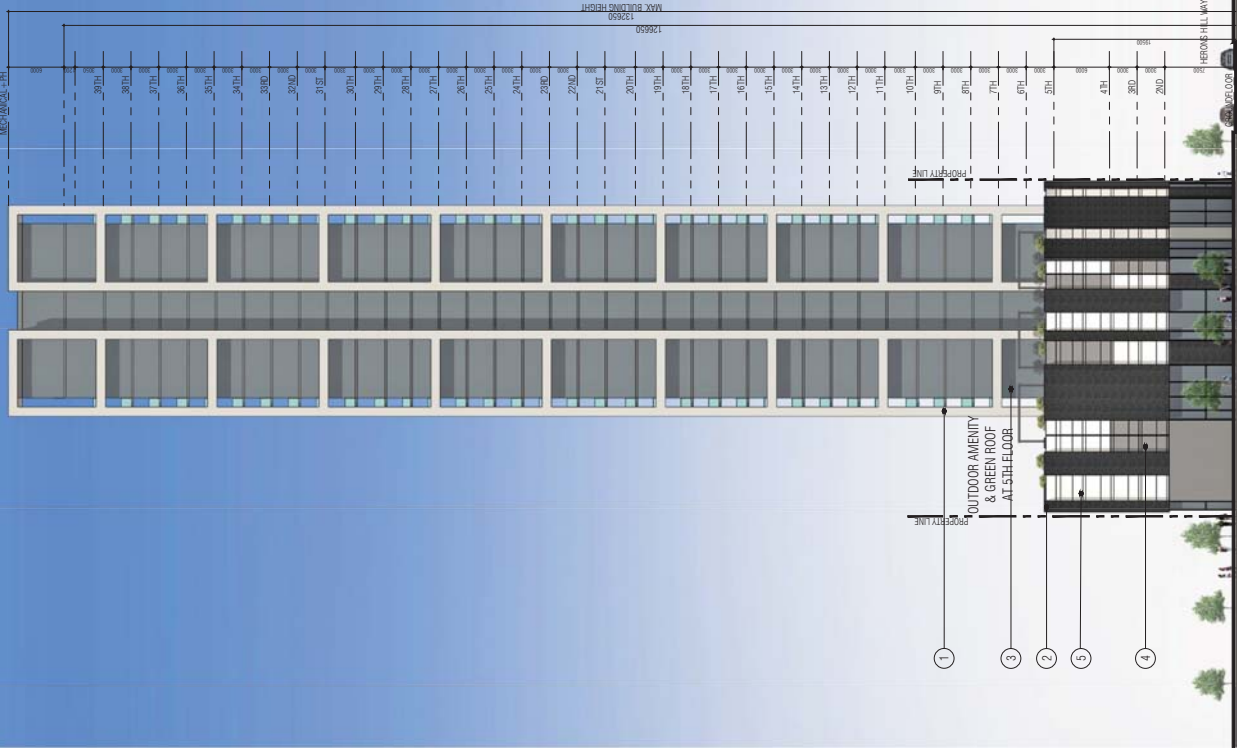 MAX. BUILDING HEIGHT
132650
126650
19500
MECHANICAL - PH
39TH
38TH
37TH
36TH
35TH
34TH
33RD
32ND
31ST
30TH
29TH
28TH
27TH
26TH
25TH
24TH
23RD
22ND
21ST
20TH
19TH
18TH
17TH
16TH
15TH
14TH
13TH
12TH
11TH
10TH
9TH
8TH
7TH
6TH
5TH
4TH
3RD
2ND
GROUND FLOOR
HERONS HILL WAY
6000
7500
PROPERTY LINE
PROPERTY LINE
OUTDOOR AMENITY
& GREEN ROOF
AT 5TH FLOOR
1
3
2
5
4